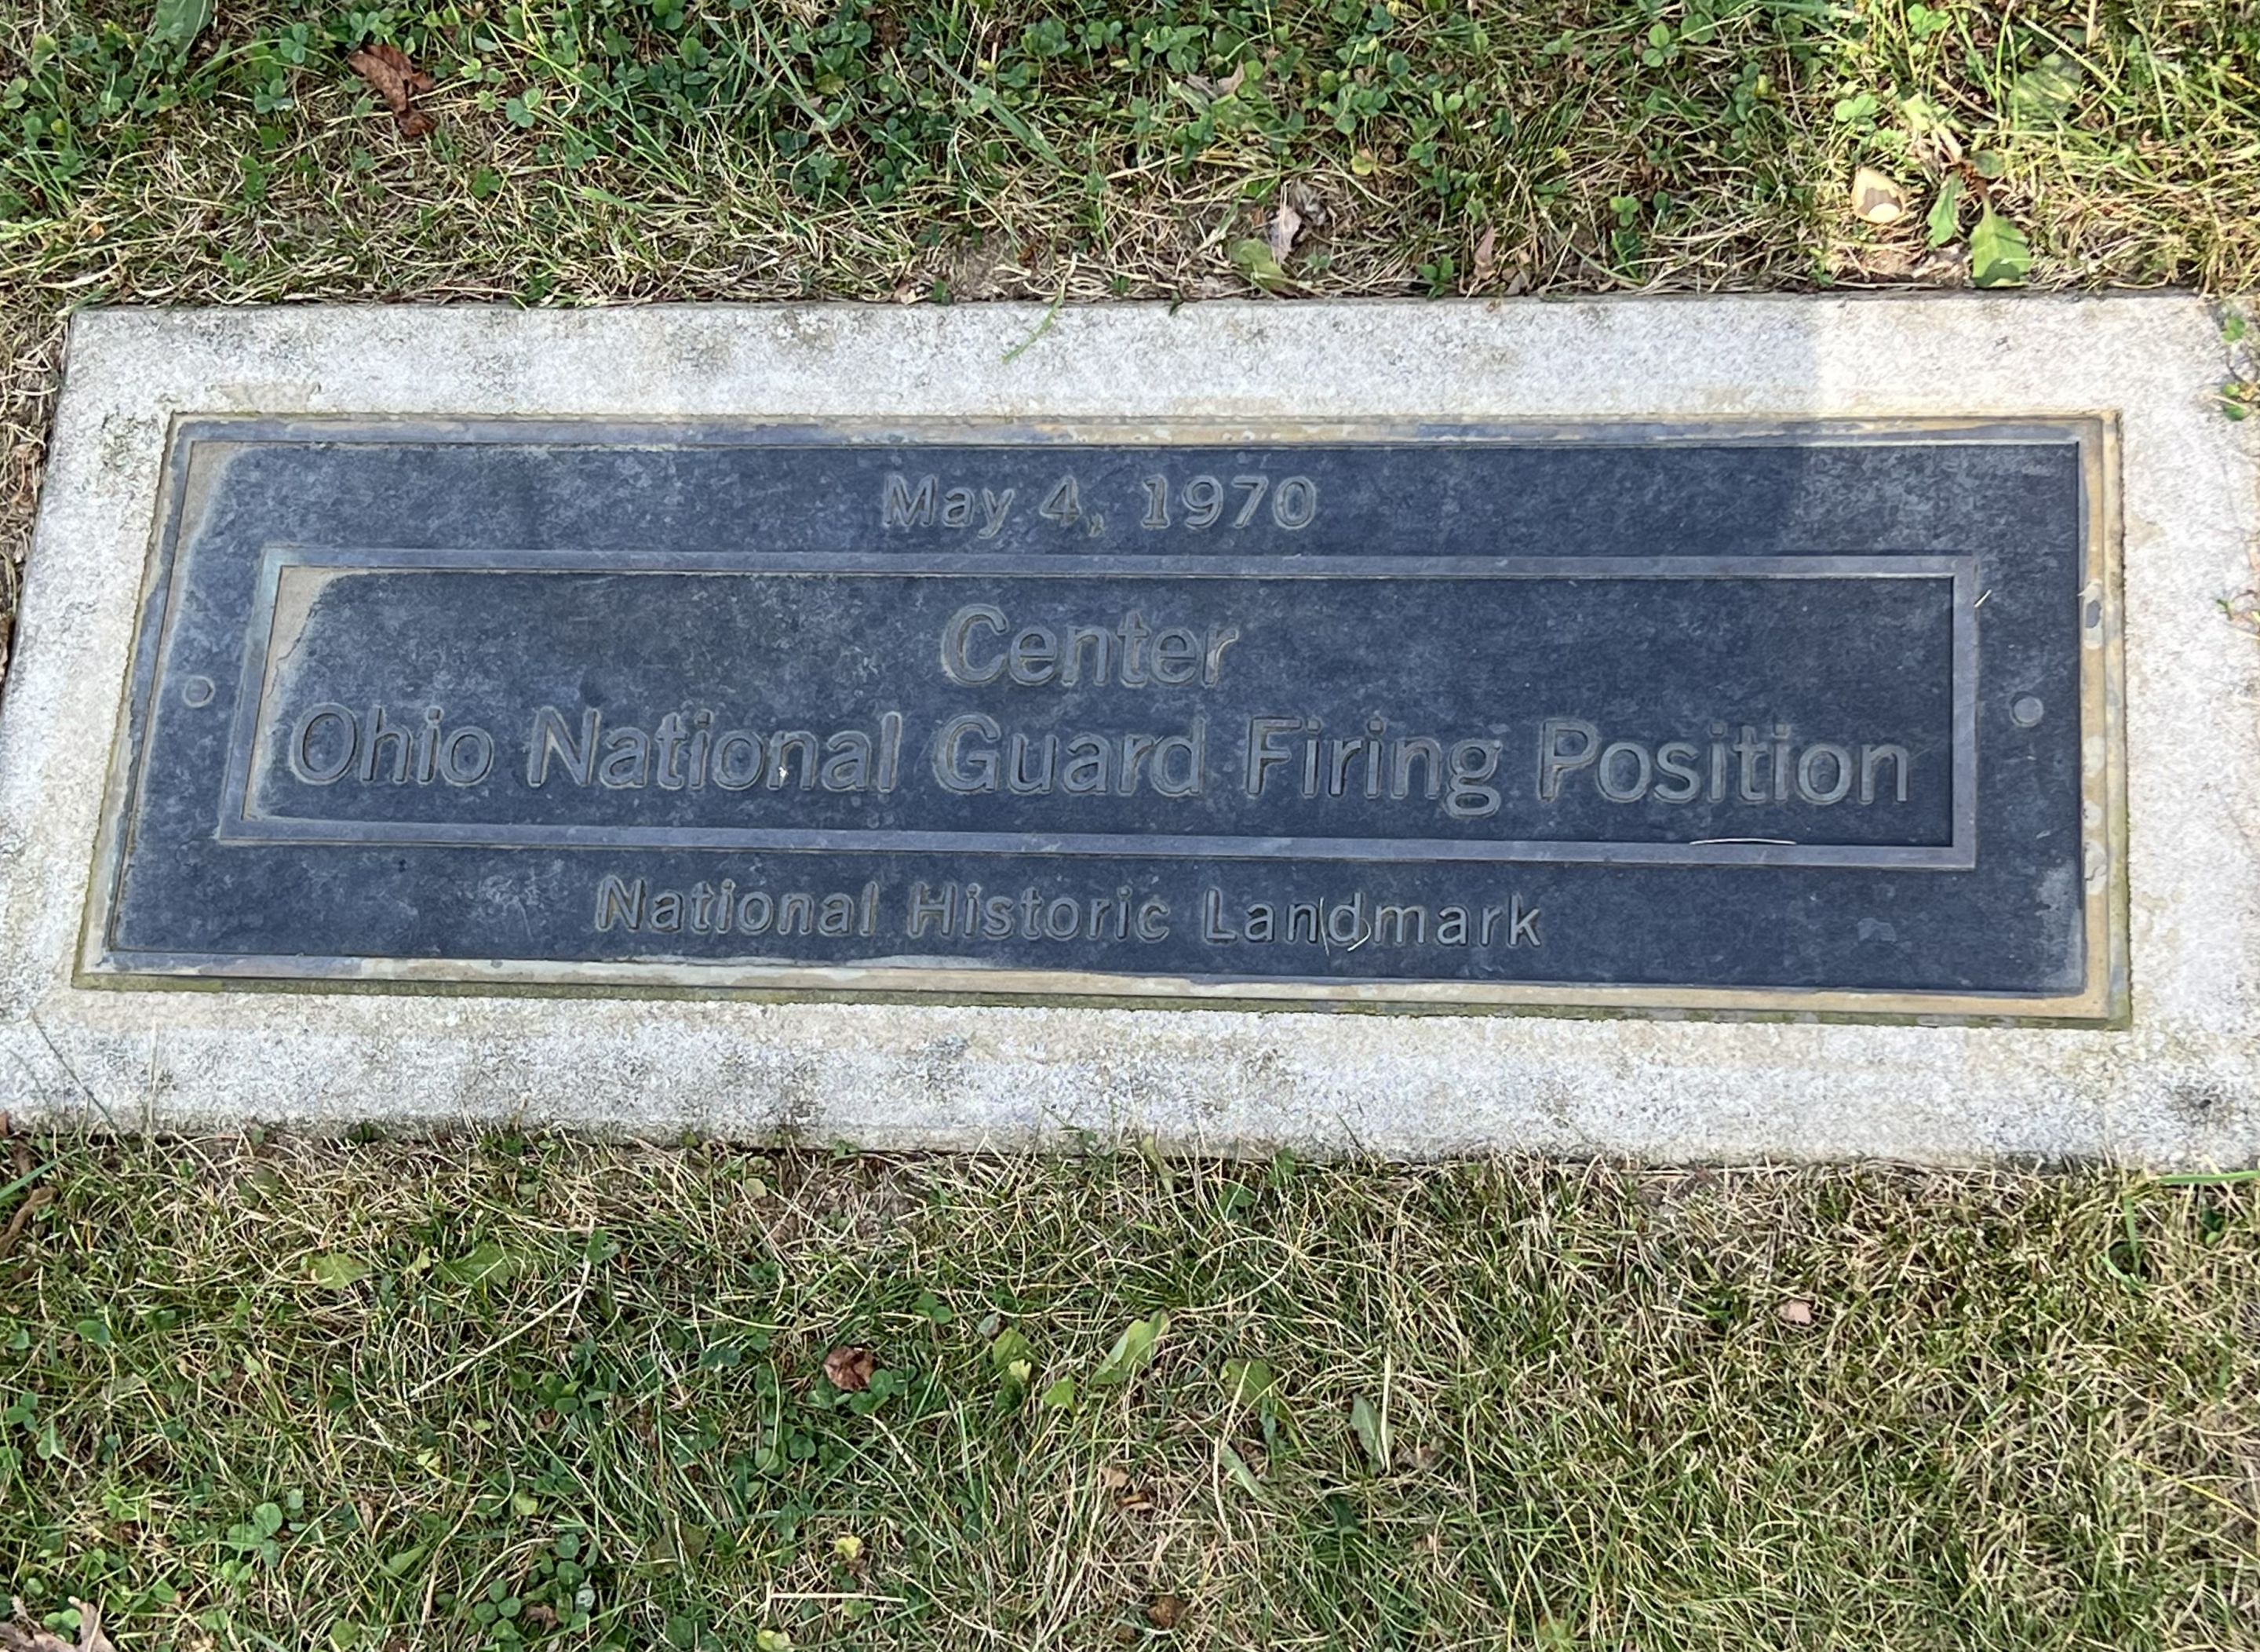 May 4, 1970
Center
Ohio National Guard Firing Position
National Historic Landmark